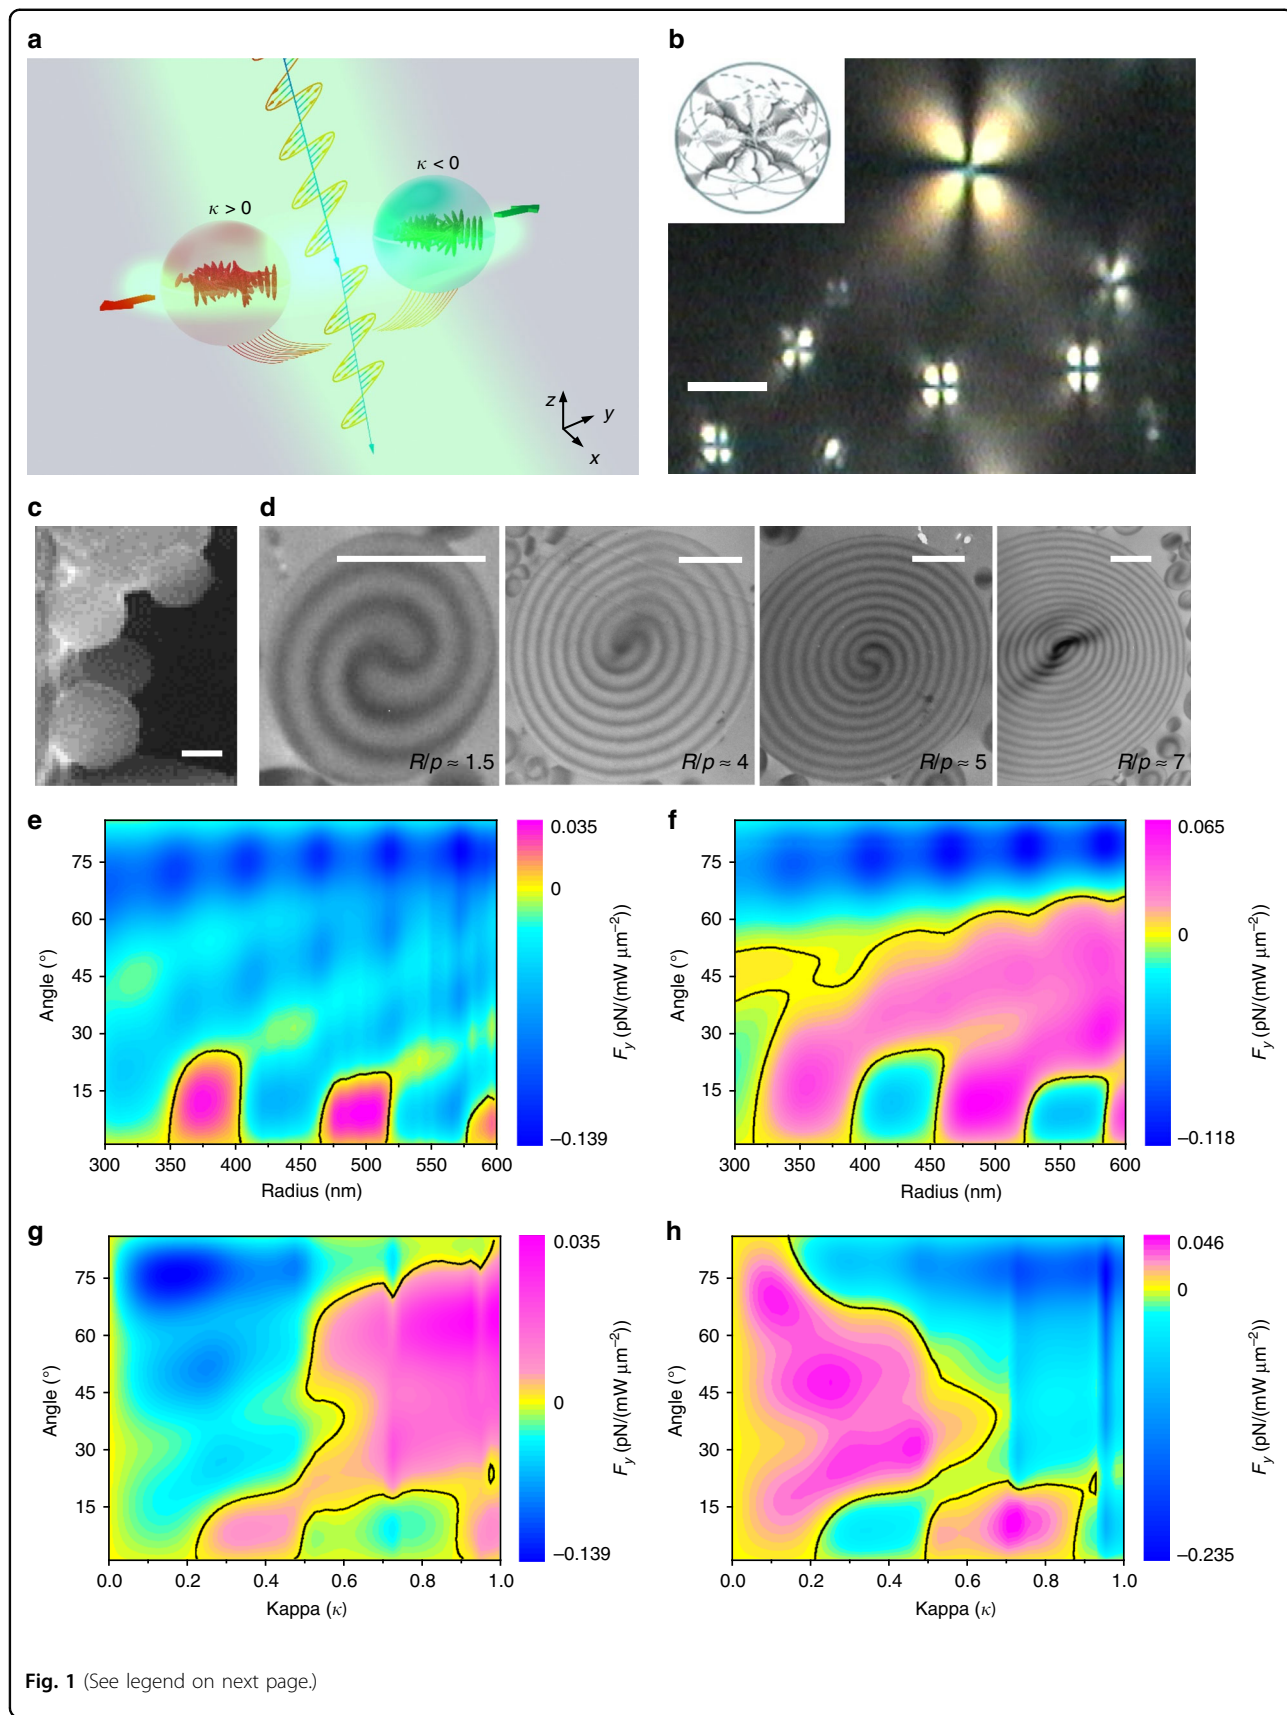 a
κ < 0
κ > 0
z
y
x
b
c
d
R/p ≈ 1.5
R/p ≈ 4
R/p ≈ 5
R/p ≈ 7
e
75
60
45
30
15
Angle (°)
300 350 400 450 500 550 600
Radius (nm)
0.035
0
–0.139
F_y (pN/(mW μm⁻²))
f
75
60
45
30
15
Angle (°)
300 350 400 450 500 550 600
Radius (nm)
0.065
0
–0.118
F_y (pN/(mW μm⁻²))
g
75
60
45
30
15
Angle (°)
0.0 0.2 0.4 0.6 0.8 1.0
Kappa (κ)
0.035
0
–0.139
F_y (pN/(mW μm⁻²))
h
75
60
45
30
15
Angle (°)
0.0 0.2 0.4 0.6 0.8 1.0
Kappa (κ)
0.046
0
–0.235
F_y (pN/(mW μm⁻²))
Fig. 1 (See legend on next page.)